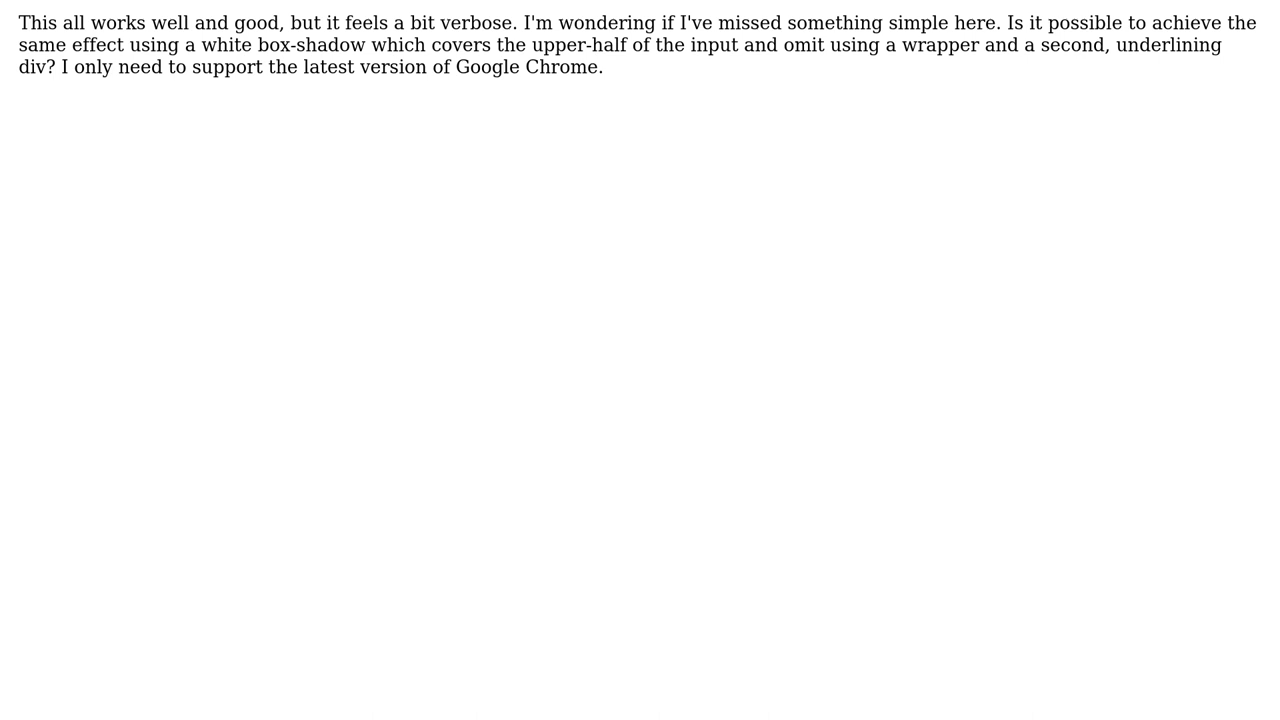 This all works well and good, but it feels a bit verbose. I'm wondering if I've missed something simple here. Is it possible to achieve the
same effect using a white box-shadow which covers the upper-half of the input and omit using a wrapper and a second, underlining
div? I only need to support the latest version of Google Chrome.